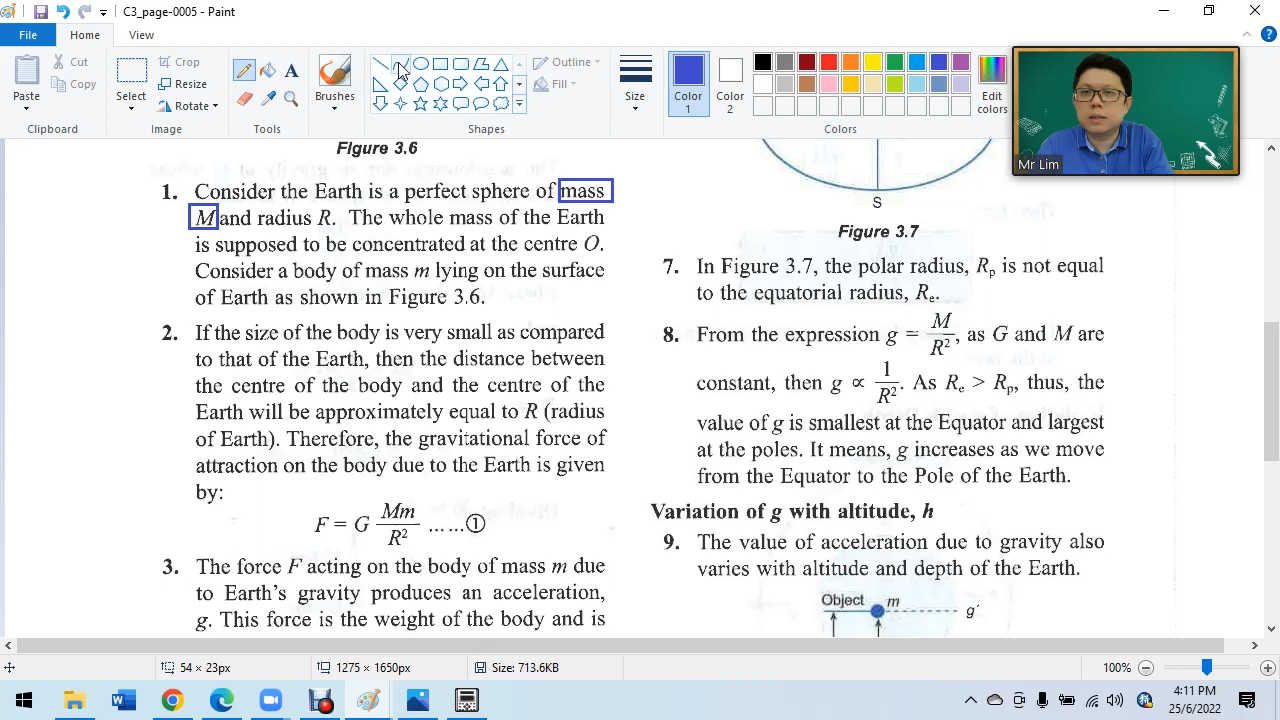 C3_page-0005 - Paint
File
Home
View
Paste
Cut
Copy
Clipboard
Select
Crop
Resize
Rotate
Image
A
Tools
Brushes
Shapes
Outline
Fill
Size
Color
1
Color
2
Edit
colors
Colors
Mr Lim
Figure 3.6
1. Consider the Earth is a perfect sphere of mass
M and radius R. The whole mass of the Earth
is supposed to be concentrated at the centre O.
Consider a body of mass m lying on the surface
of Earth as shown in Figure 3.6.
2. If the size of the body is very small as compared
to that of the Earth, then the distance between
the centre of the body and the centre of the
Earth will be approximately equal to R (radius
of Earth). Therefore, the gravitational force of
attraction on the body due to the Earth is given
by:
F = G Mm/R² ……①
3. The force F acting on the body of mass m due
to Earth's gravity produces an acceleration,
g. This force is the weight of the body and is
S
Figure 3.7
7. In Figure 3.7, the polar radius, Rp is not equal
to the equatorial radius, Re.
8. From the expression g = M/R², as G and M are
constant, then g ∝ 1/R². As Re > Rp, thus, the
value of g is smallest at the Equator and largest
at the poles. It means, g increases as we move
from the Equator to the Pole of the Earth.
Variation of g with altitude, h
9. The value of acceleration due to gravity also
varies with altitude and depth of the Earth.
Object m
g′
54 × 23px
1275 × 1650px
Size: 713.6KB
100%
4:11 PM
25/6/2022